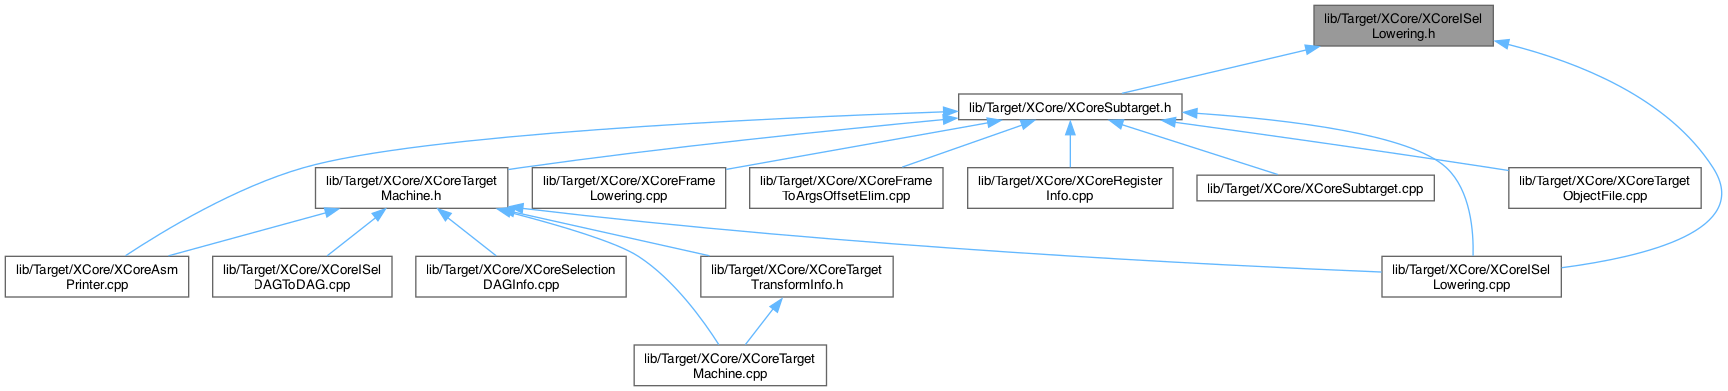 lib/Target/XCore/XCoreISel
Lowering.h
lib/Target/XCore/XCoreSubtarget.h
lib/Target/XCore/XCoreTarget
Machine.h
lib/Target/XCore/XCoreFrame
Lowering.cpp
lib/Target/XCore/XCoreFrame
ToArgsOffsetElim.cpp
lib/Target/XCore/XCoreRegister
Info.cpp
lib/Target/XCore/XCoreSubtarget.cpp
lib/Target/XCore/XCoreTarget
ObjectFile.cpp
lib/Target/XCore/XCoreAsm
Printer.cpp
lib/Target/XCore/XCoreISel
DAGToDAG.cpp
lib/Target/XCore/XCoreSelection
DAGInfo.cpp
lib/Target/XCore/XCoreTarget
TransformInfo.h
lib/Target/XCore/XCoreISel
Lowering.cpp
lib/Target/XCore/XCoreTarget
Machine.cpp